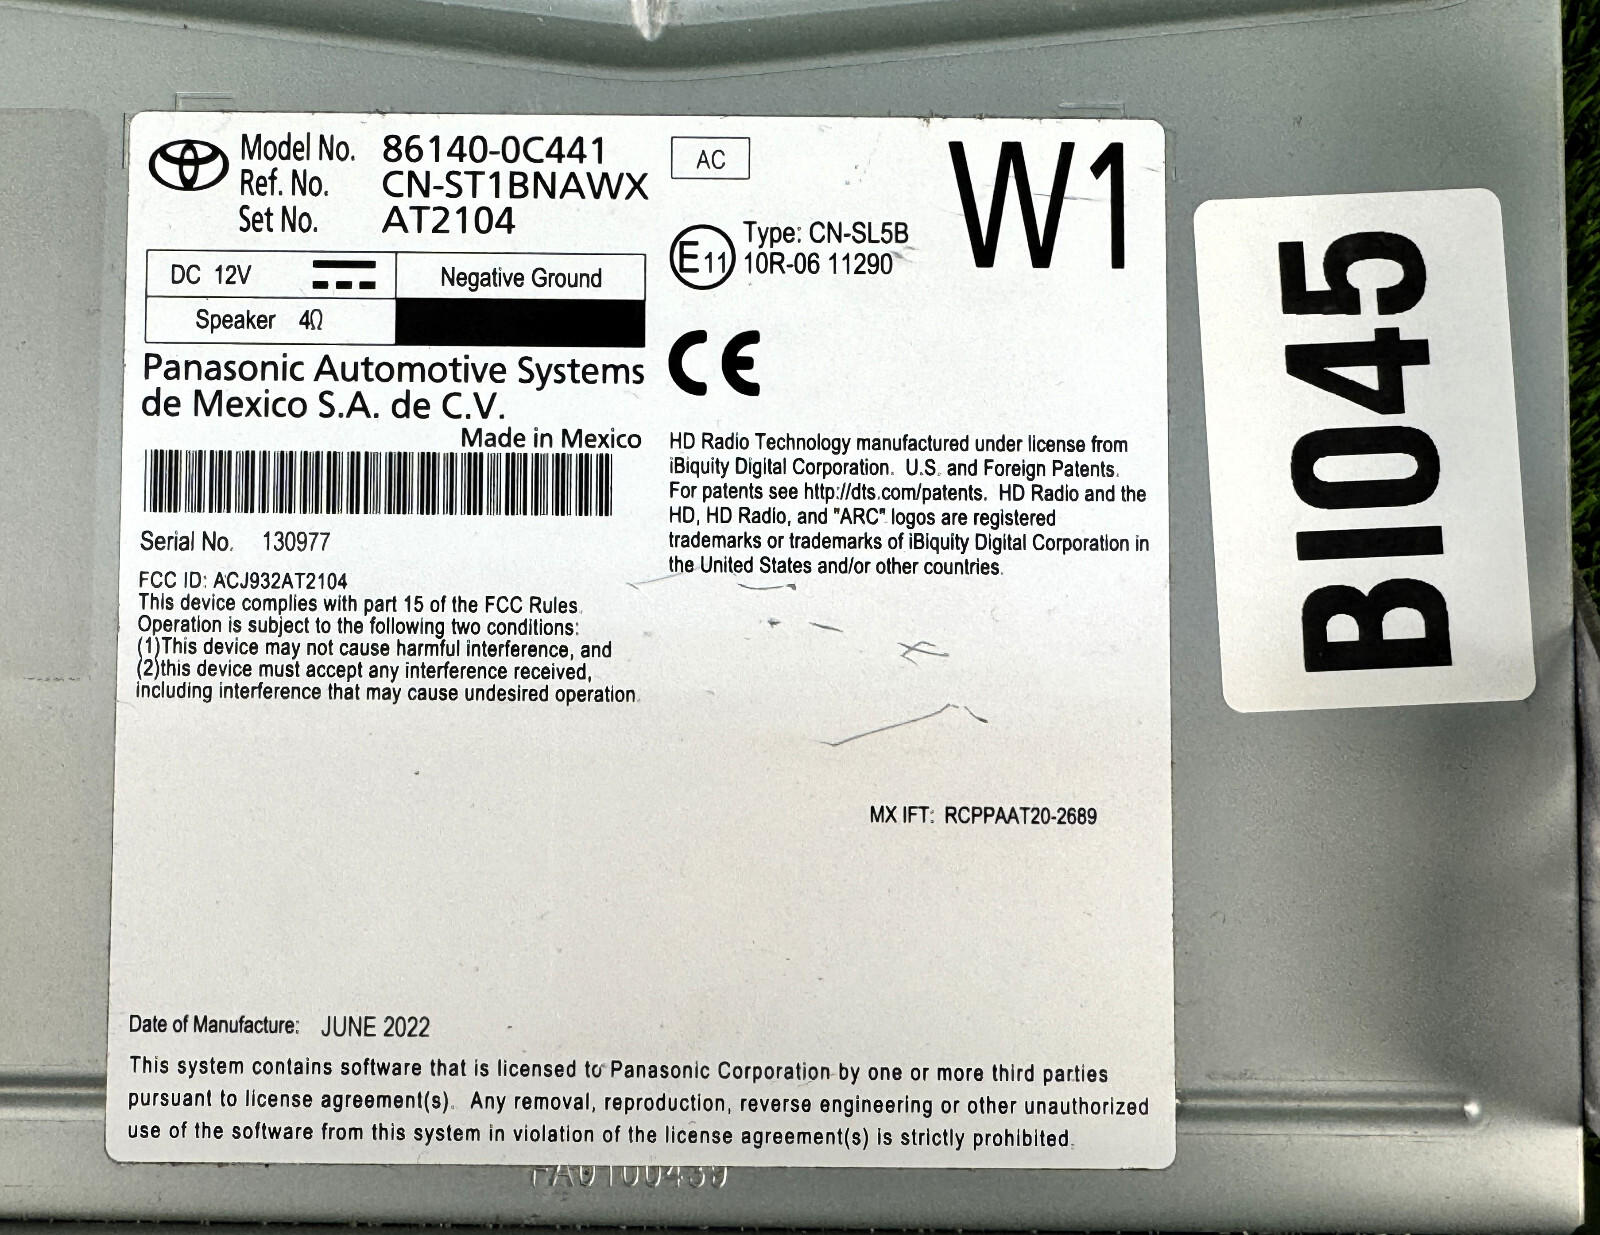 Model No. 86140-0C441
Ref. No. CN-ST1BNAWX
Set No. AT2104
DC 12V
Negative Ground
Speaker 4Ω
Panasonic Automotive Systems
de Mexico S.A. de C.V.
Made in Mexico
Serial No. 130977
FCC ID: ACJ932AT2104
This device complies with part 15 of the FCC Rules.
Operation is subject to the following two conditions:
(1)This device may not cause harmful interference, and
(2)this device must accept any interference received,
including interference that may cause undesired operation.
AC
W1
E11
Type: CN-SL5B
10R-06 11290
CE
HD Radio Technology manufactured under license from
iBiquity Digital Corporation. U.S. and Foreign Patents.
For patents see http://dts.com/patents. HD Radio and the
HD, HD Radio, and "ARC" logos are registered
trademarks or trademarks of iBiquity Digital Corporation in
the United States and/or other countries.
MX IFT: RCPPAAT20-2689
Date of Manufacture: JUNE 2022
This system contains software that is licensed to Panasonic Corporation by one or more third parties
pursuant to license agreement(s). Any removal, reproduction, reverse engineering or other unauthorized
use of the software from this system in violation of the license agreement(s) is strictly prohibited.
BI045